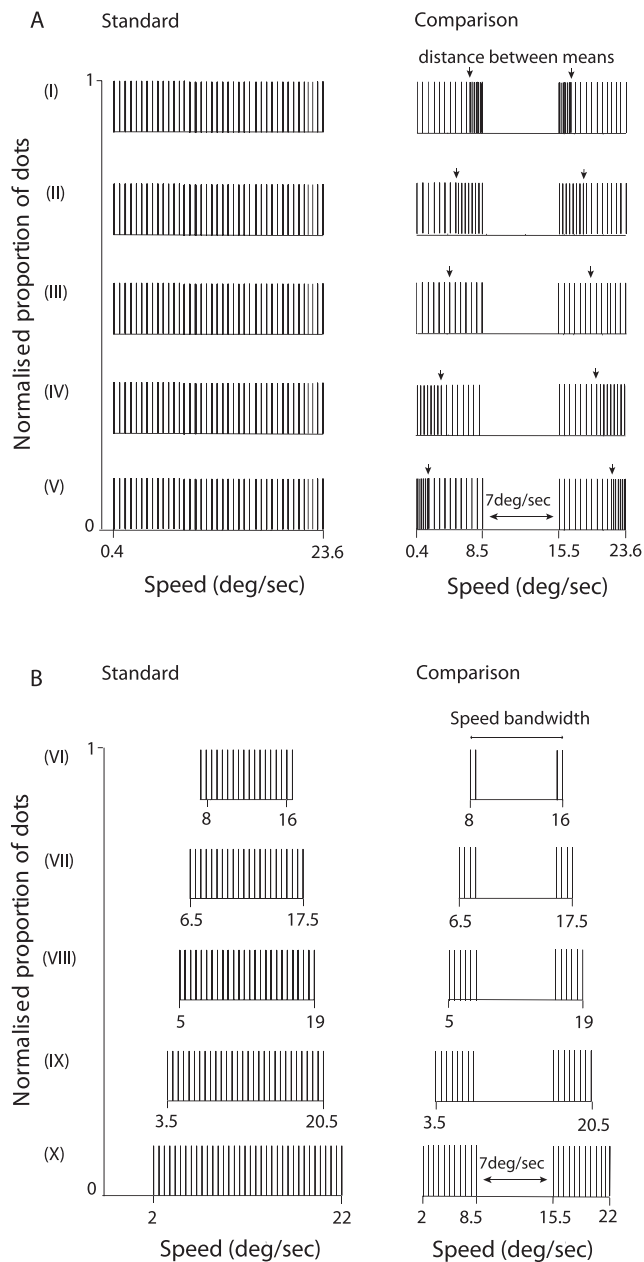 A Standard Comparison
distance between means
1
(I)
(II)
(III)
(IV)
(V)
7deg/sec
0
Normalised proportion of dots
0.4 23.6 0.4 8.5 15.5 23.6
Speed (deg/sec) Speed (deg/sec)
B Standard Comparison
Speed bandwidth
1
(VI)
8 16 8 16
(VII)
6.5 17.5 6.5 17.5
(VIII)
5 19 5 19
(IX)
3.5 20.5 3.5 20.5
(X)
7deg/sec
0
Normalised proportion of dots
2 22 2 8.5 15.5 22
Speed (deg/sec) Speed (deg/sec)